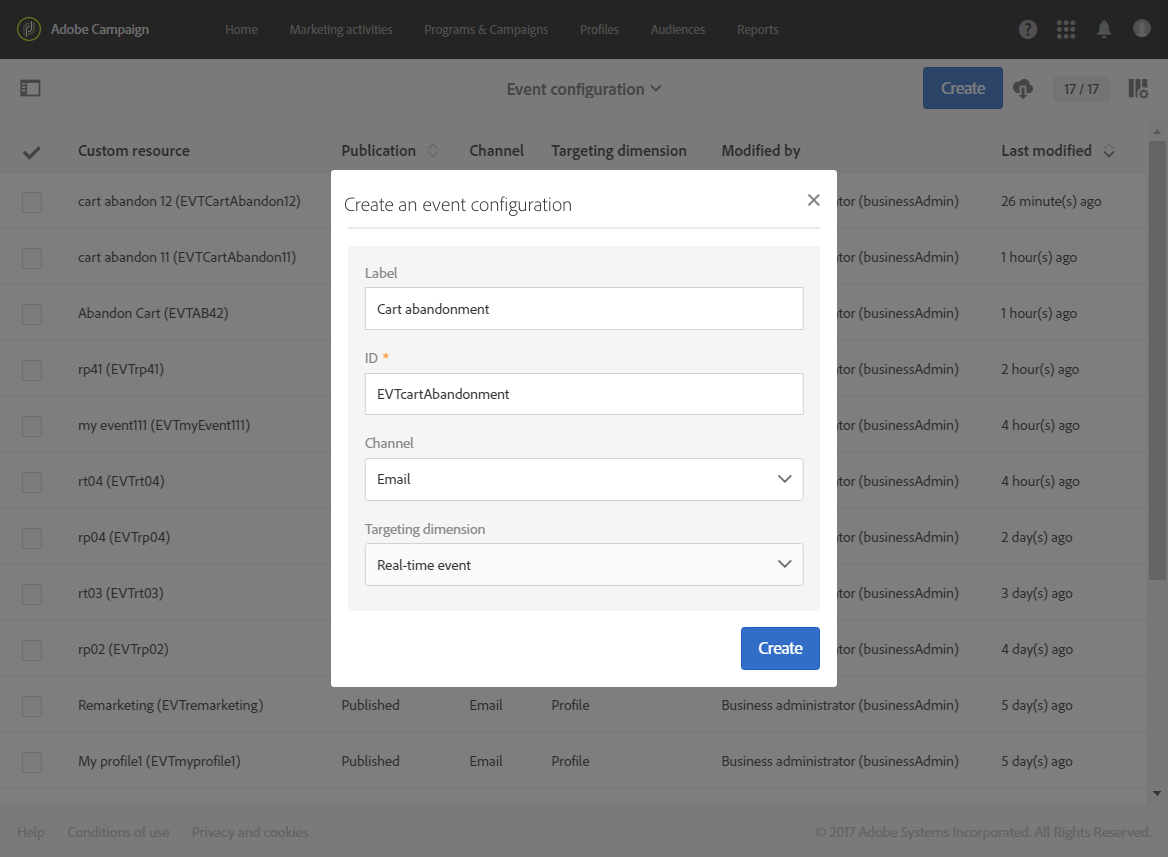 Adobe Campaign Home Marketing activities Programs & Campaigns Profiles Audiences Reports ?
Event configuration Create 17 / 17
Custom resource Publication Channel Targeting dimension Modified by Last modified
cart abandon 12 (EVTCartAbandon12) tor (businessAdmin) 26 minute(s) ago
cart abandon 11 (EVTCartAbandon11) tor (businessAdmin) 1 hour(s) ago
Abandon Cart (EVTAB42) tor (businessAdmin) 1 hour(s) ago
rp41 (EVTrp41) tor (businessAdmin) 2 hour(s) ago
my event111 (EVTmyEvent111) tor (businessAdmin) 4 hour(s) ago
rt04 (EVTrt04) tor (businessAdmin) 4 hour(s) ago
rp04 (EVTrp04) tor (businessAdmin) 2 day(s) ago
rt03 (EVTrt03) tor (businessAdmin) 3 day(s) ago
rp02 (EVTrp02) tor (businessAdmin) 4 day(s) ago
Remarketing (EVTremarketing) Published Email Profile Business administrator (businessAdmin) 5 day(s) ago
My profile1 (EVTmyprofile1) Published Email Profile Business administrator (businessAdmin) 5 day(s) ago
Create an event configuration
Label
Cart abandonment
ID *
EVTcartAbandonment
Channel
Email
Targeting dimension
Real-time event
Create
Help Conditions of use Privacy and cookies © 2017 Adobe Systems Incorporated. All Rights Reserved.